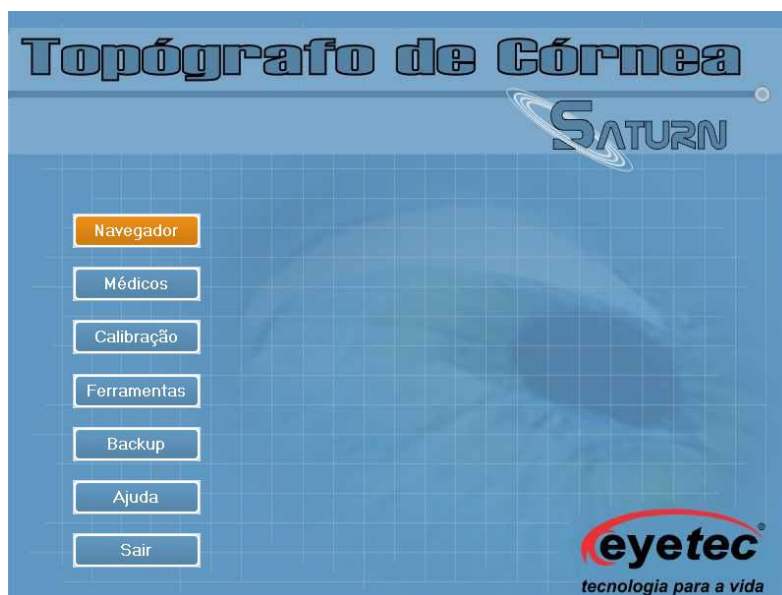 Topógrafo de Córnea
SATURN
Navegador
Médicos
Calibração
Ferramentas
Backup
Ajuda
Sair
eyetec®
tecnologia para a vida